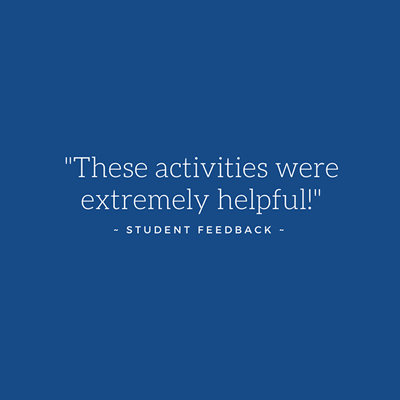 "These activities were
extremely helpful!"
~ STUDENT FEEDBACK ~